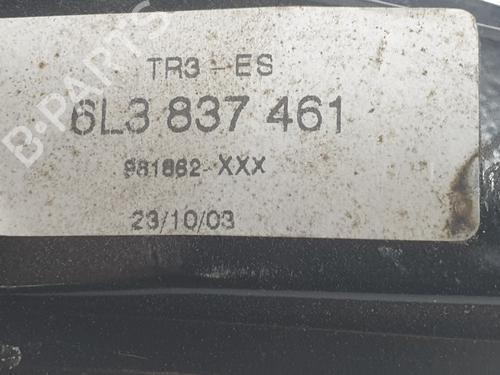 B-PARTS
TR3-ES
6L3 837 461
981862-XXX
23/10/03